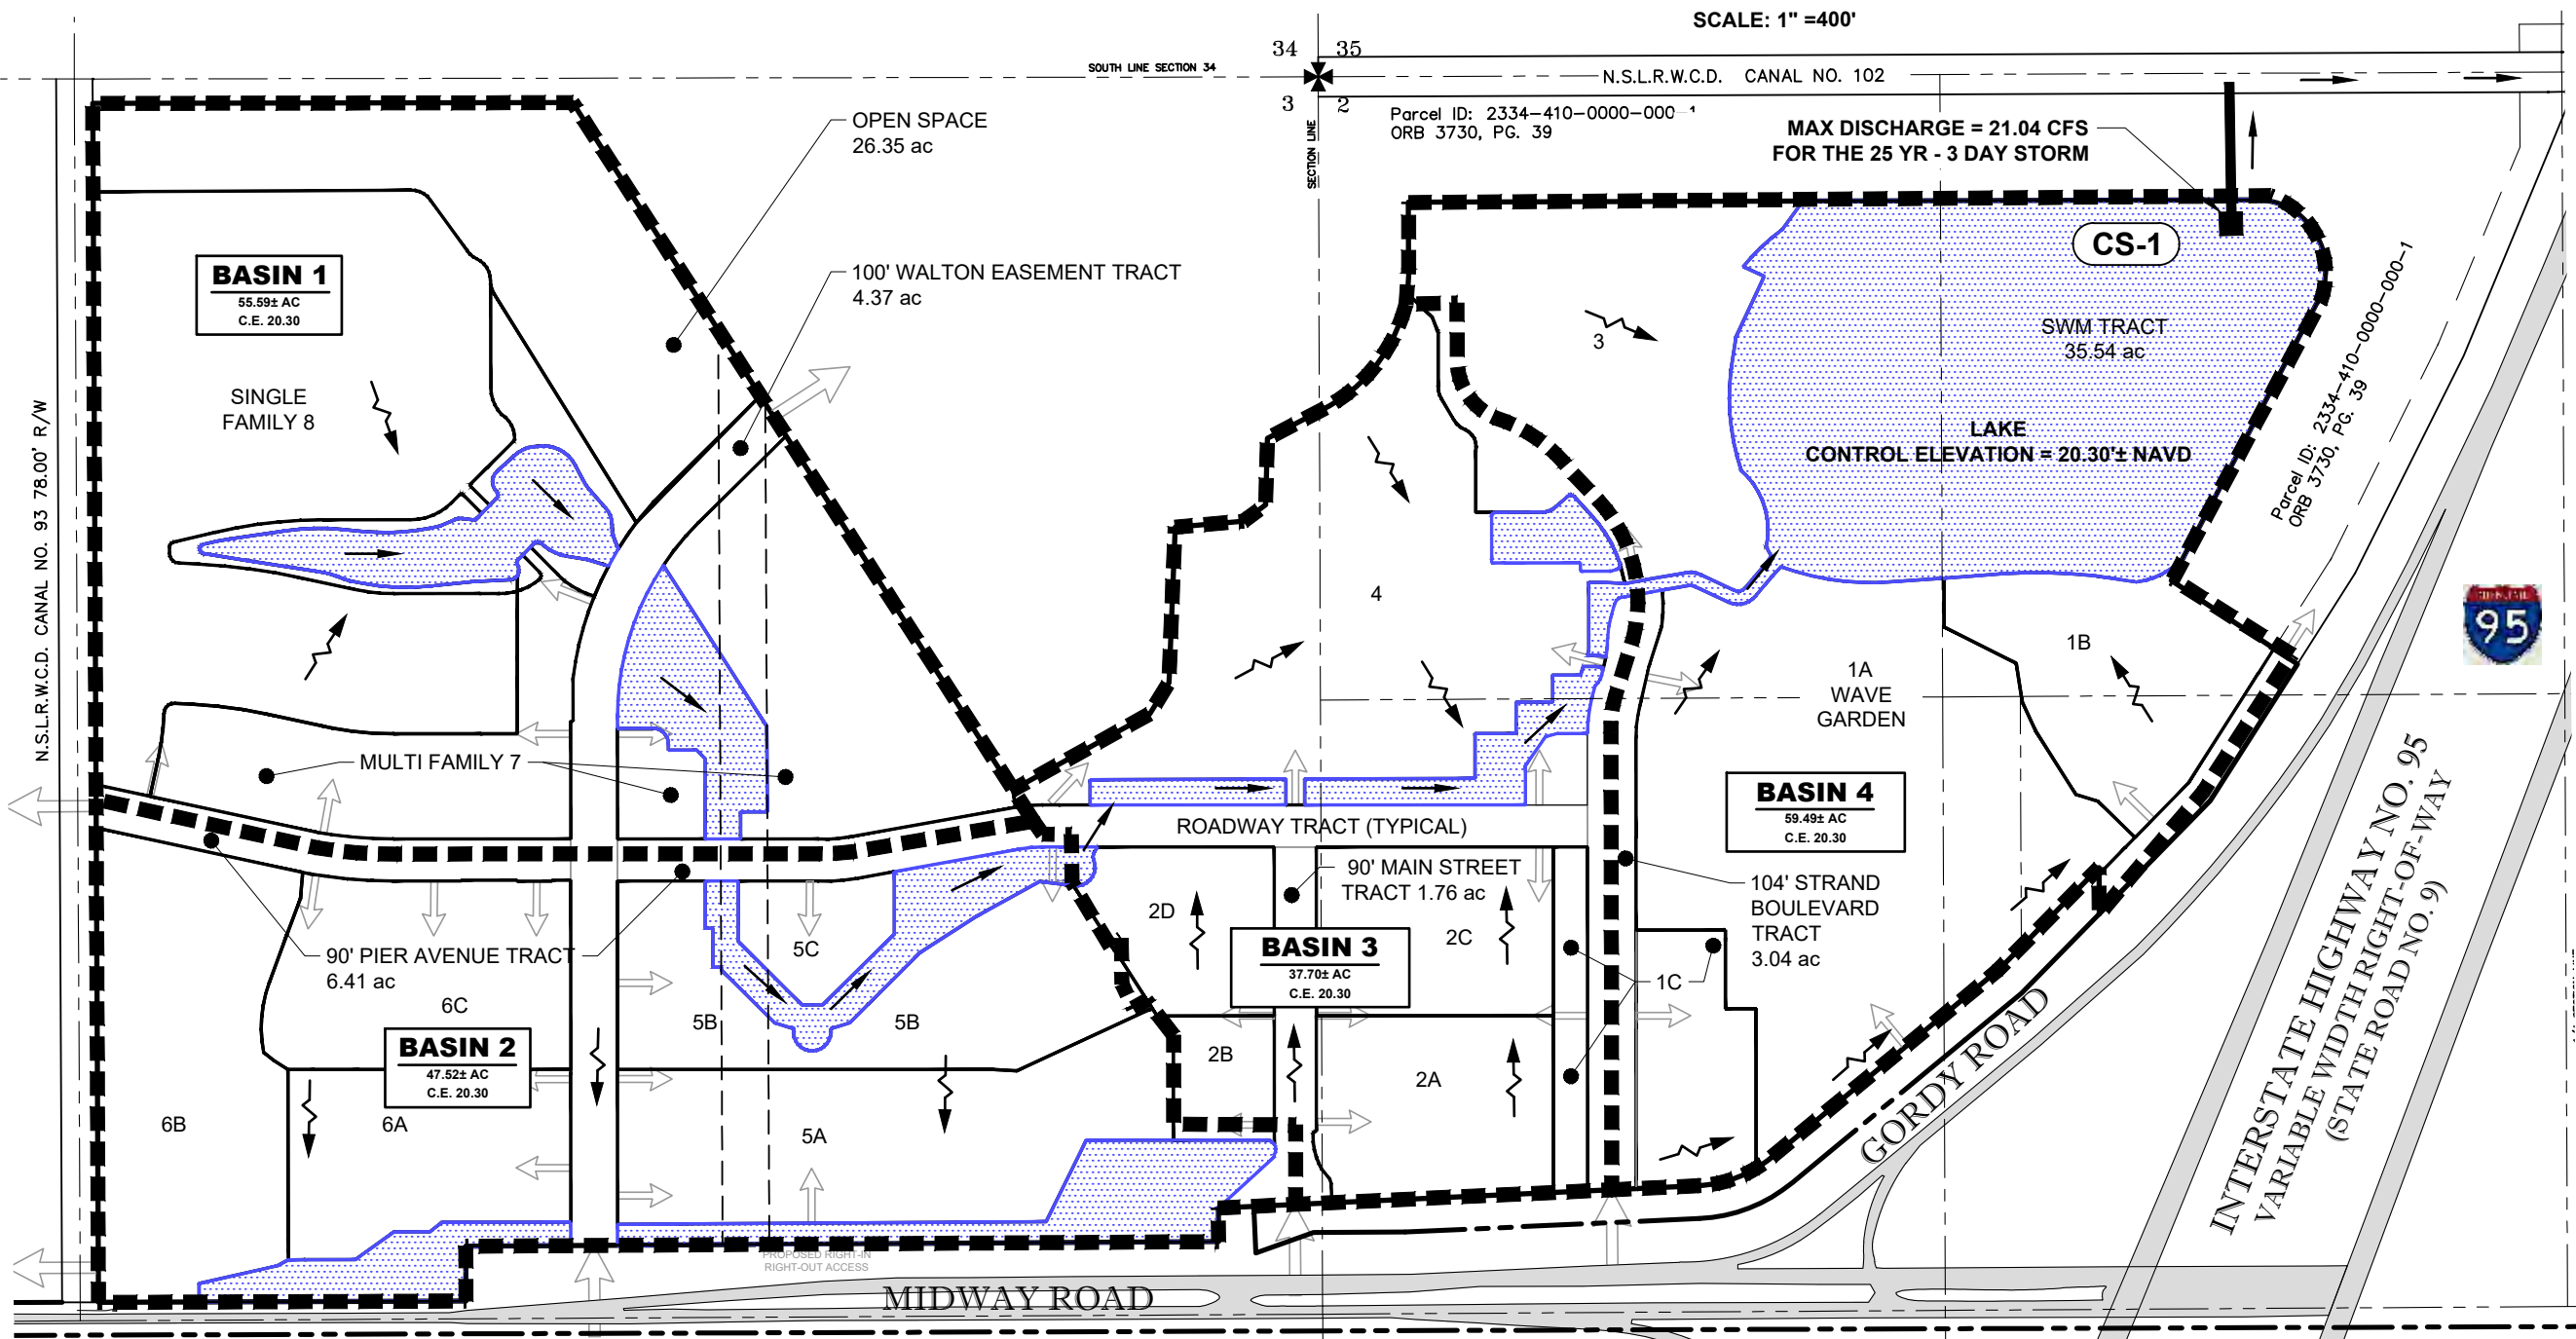 SCALE: 1" =400'
34 35
SOUTH LINE SECTION 34
N.S.L.R.W.C.D. CANAL NO. 102
3 2
Parcel ID: 2334-410-0000-000-1
ORB 3730, PG. 39
SECTION LINE
OPEN SPACE
26.35 ac
MAX DISCHARGE = 21.04 CFS
FOR THE 25 YR - 3 DAY STORM
CS-1
BASIN 1
55.59± AC
C.E. 20.30
100' WALTON EASEMENT TRACT
4.37 ac
SWM TRACT
35.54 ac
3
Parcel ID: 2334-410-0000-000-1
ORB 3730, PG. 39
SINGLE
FAMILY 8
LAKE
CONTROL ELEVATION = 20.30'± NAVD
N.S.L.R.W.C.D. CANAL NO. 93 78.00' R/W
4
95
1B
1A
WAVE
GARDEN
MULTI FAMILY 7
BASIN 4
59.49± AC
C.E. 20.30
ROADWAY TRACT (TYPICAL)
90' MAIN STREET
TRACT 1.76 ac
104' STRAND
BOULEVARD
TRACT
3.04 ac
2D
2C
5C
90' PIER AVENUE TRACT
6.41 ac
BASIN 3
37.70± AC
C.E. 20.30
1C
6C
5B
5B
BASIN 2
47.52± AC
C.E. 20.30
2B
2A
6B
6A
5A
GORDY ROAD
INTERSTATE HIGHWAY NO. 95
VARIABLE WIDTH RIGHT-OF-WAY
(STATE ROAD NO. 9)
PROPOSED RIGHT-IN
RIGHT-OUT ACCESS
MIDWAY ROAD